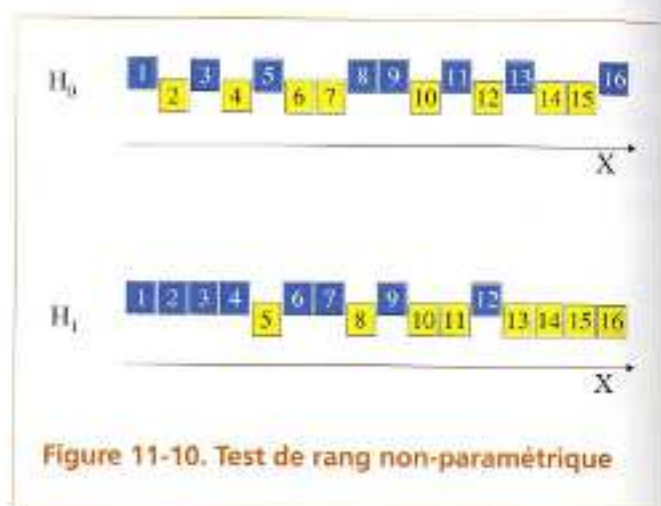 H₀ 1 2 3 4 5 6 7 8 9 10 11 12 13 14 15 16
X
H₁ 1 2 3 4 5 6 7 8 9 10 11 12 13 14 15 16
X
Figure 11-10. Test de rang non-paramétrique